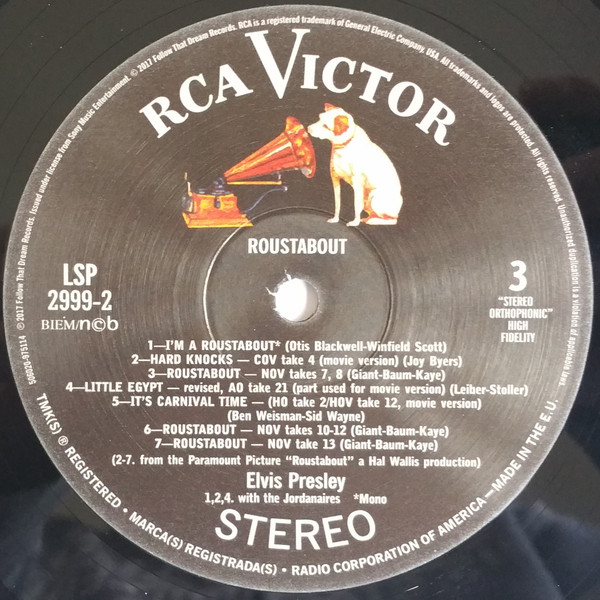 ℗ 2017 Follow That Dream Records. Issued under license from Sony Music Entertainment. © 2017 Follow That Dream Records. RCA is a registered trademark of General Electric Company, USA. All trademarks and logos are protected. All rights reserved. Unauthorized duplication is a violation of applicable laws.
RCA VICTOR
ROUSTABOUT
LSP
2999-2
BIEM/ncb
506020-975114
3
"STEREO
ORTHOPHONIC"
HIGH
FIDELITY
1—I'M A ROUSTABOUT* (Otis Blackwell-Winfield Scott)
2—HARD KNOCKS — COV take 4 (movie version) (Joy Byers)
3—ROUSTABOUT — NOV takes 7, 8 (Giant-Baum-Kaye)
4—LITTLE EGYPT — revised, AO take 21 (part used for movie version) (Leiber-Stoller)
5—IT'S CARNIVAL TIME — (HO take 2/HOV take 12, movie version)
(Ben Weisman-Sid Wayne)
6—ROUSTABOUT — NOV takes 10-12 (Giant-Baum-Kaye)
7—ROUSTABOUT — NOV take 13 (Giant-Baum-Kaye)
(2-7. from the Paramount Picture "Roustabout" a Hal Wallis production)
Elvis Presley
1,2,4. with the Jordanaires *Mono
STEREO
TMK(S) ® REGISTERED • MARCA(S) REGISTRADA(S) • RADIO CORPORATION OF AMERICA—MADE IN THE E.U.